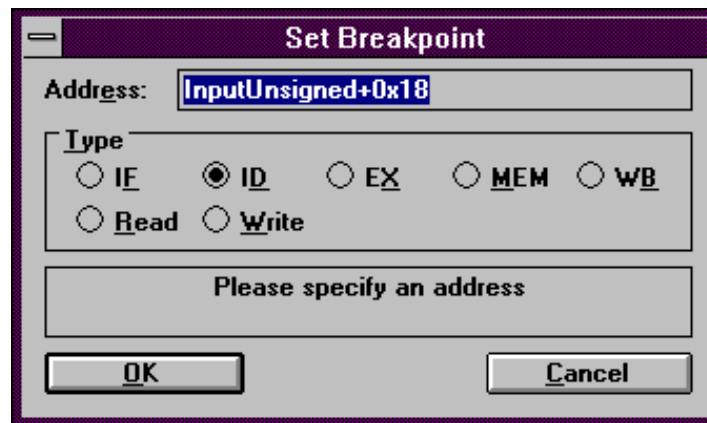 Set Breakpoint
Address: InputUnsigned+0x18
Type
IF ID EX MEM WB
Read Write
Please specify an address
OK Cancel